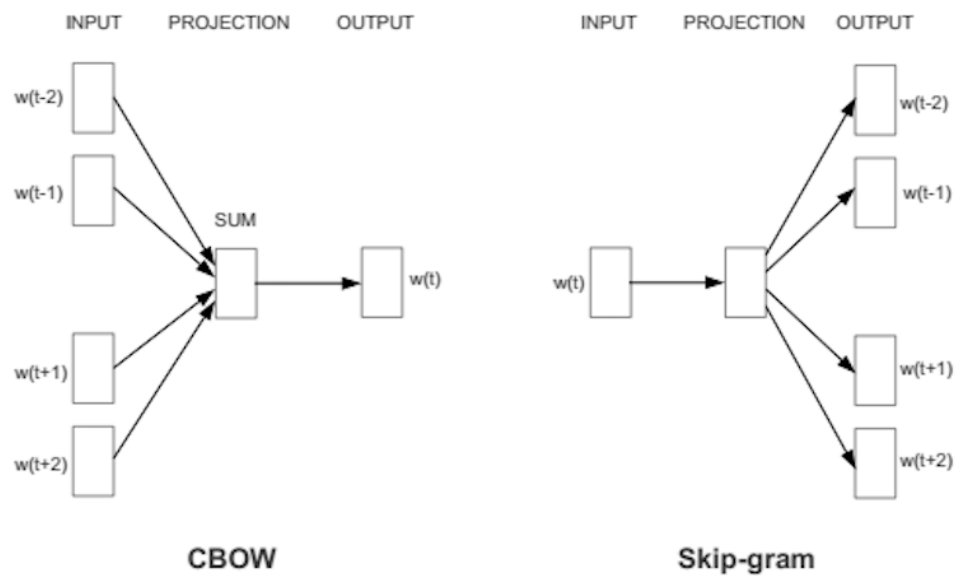 INPUT PROJECTION OUTPUT
w(t-2)
w(t-1)
SUM
w(t)
w(t+1)
w(t+2)
CBOW
INPUT PROJECTION OUTPUT
w(t-2)
w(t-1)
w(t)
w(t+1)
w(t+2)
Skip-gram